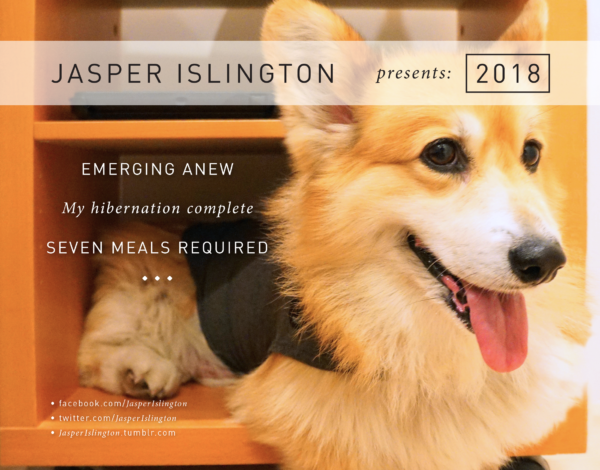 JASPER ISLINGTON presents: 2018
EMERGING ANEW
My hibernation complete
SEVEN MEALS REQUIRED
• facebook.com/JasperIslington
• twitter.com/JasperIslington
• JasperIslington.tumblr.com